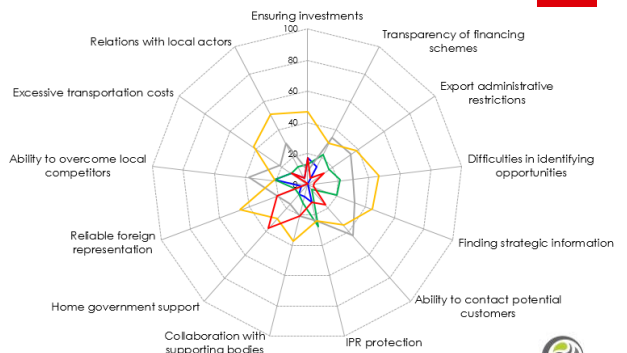 Ensuring investments
100
Relations with local actors
Transparency of financing
schemes
80
Excessive transportation costs
Export administrative
restrictions
60
40
Ability to overcome local
competitors
20
Difficulties in identifying
opportunities
0
Reliable foreign
representation
Finding strategic information
Home government support
Ability to contact potential
customers
Collaboration with
supporting bodies
IPR protection